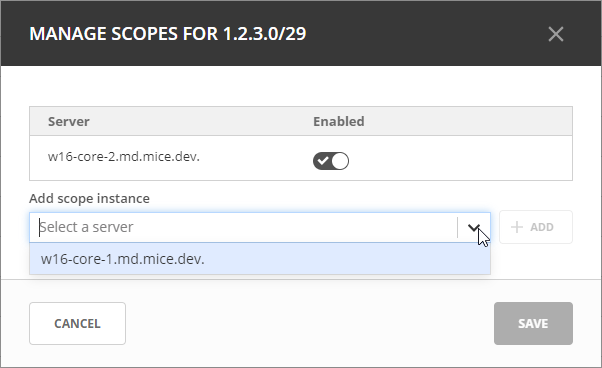 MANAGE SCOPES FOR 1.2.3.0/29
Server Enabled
w16-core-2.md.mice.dev.
Add scope instance
Select a server
ADD
w16-core-1.md.mice.dev.
CANCEL SAVE